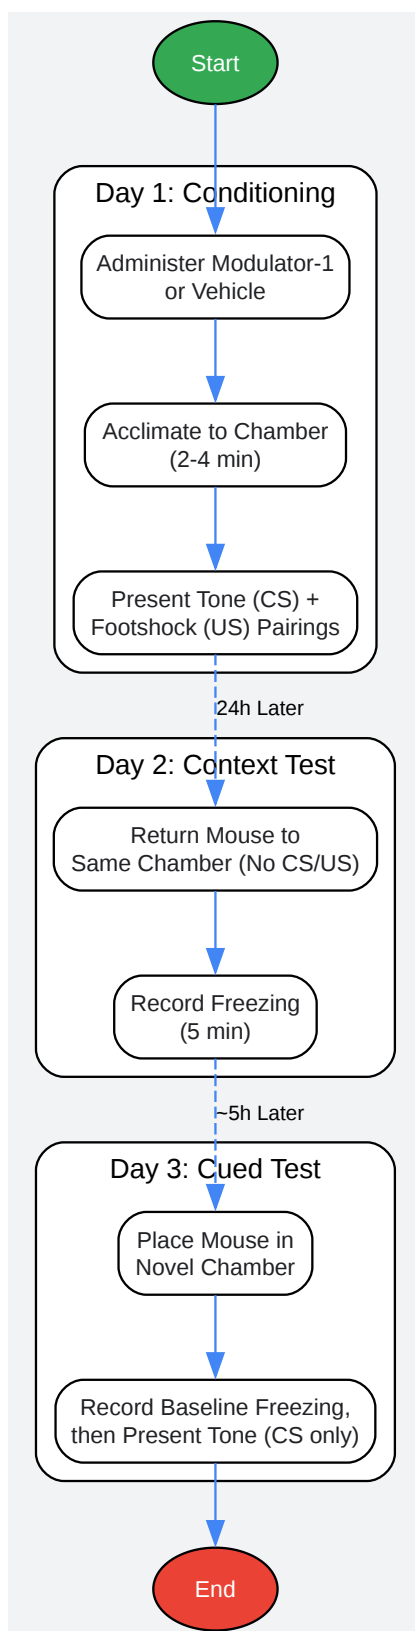 Start
Day 1: Conditioning
Administer Modulator-1
or Vehicle
Acclimate to Chamber
(2-4 min)
Present Tone (CS) +
Footshock (US) Pairings
24h Later
Day 2: Context Test
Return Mouse to
Same Chamber (No CS/US)
Record Freezing
(5 min)
~5h Later
Day 3: Cued Test
Place Mouse in
Novel Chamber
Record Baseline Freezing,
then Present Tone (CS only)
End